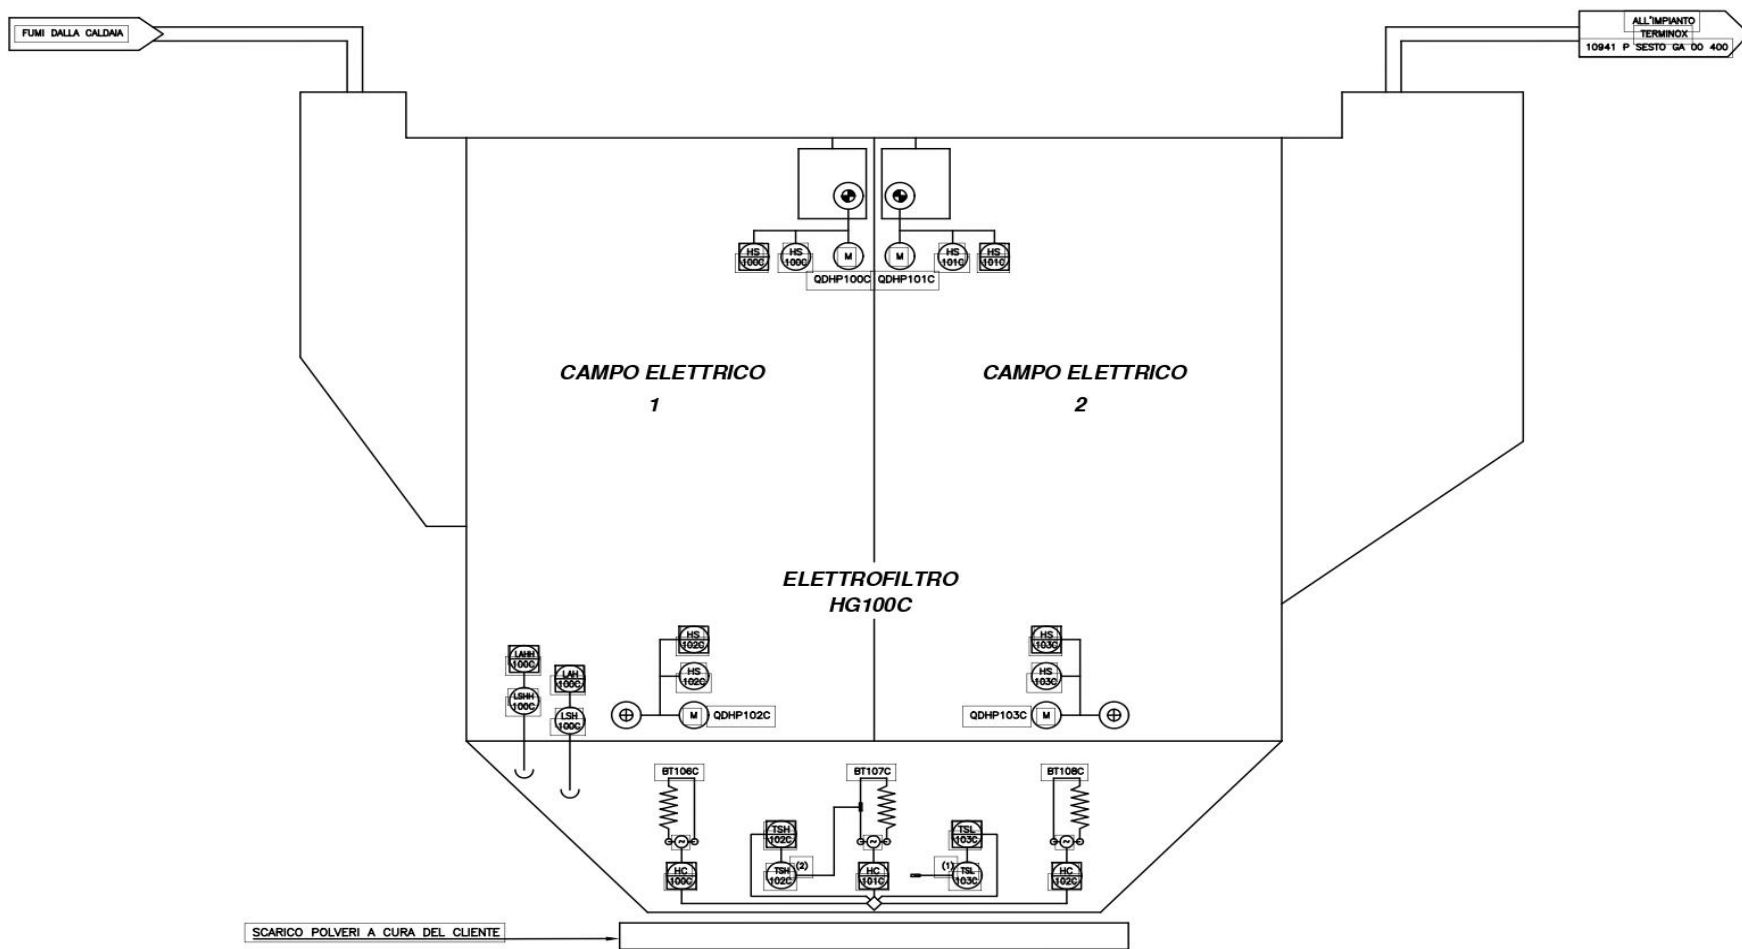 FUMI DALLA CALDAIA
ALL'IMPIANTO
TERMINOX
10941 P SESTO GA 00 400
HS
100C
HS
100C
M
M
HS
101C
HS
101C
QDHP100C
QDHP101C
CAMPO ELETTRICO
1
CAMPO ELETTRICO
2
ELETTROFILTRO
HG100C
HS
102C
HS
103C
LAHH
100C
LAH
100C
HS
102C
HS
103C
LSHH
100C
LSH
100C
M
QDHP102C
QDHP103C
M
BT106C
BT107C
BT108C
TSH
102C
TSL
103C
~
~
~
HC
100C
TSH
102C
(2)
HC
101C
(1)
TSL
103C
HC
102C
SCARICO POLVERI A CURA DEL CLIENTE